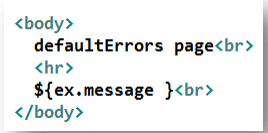 <body>
defaultErrors page<br>
<hr>
${ex.message }<br>
</body>